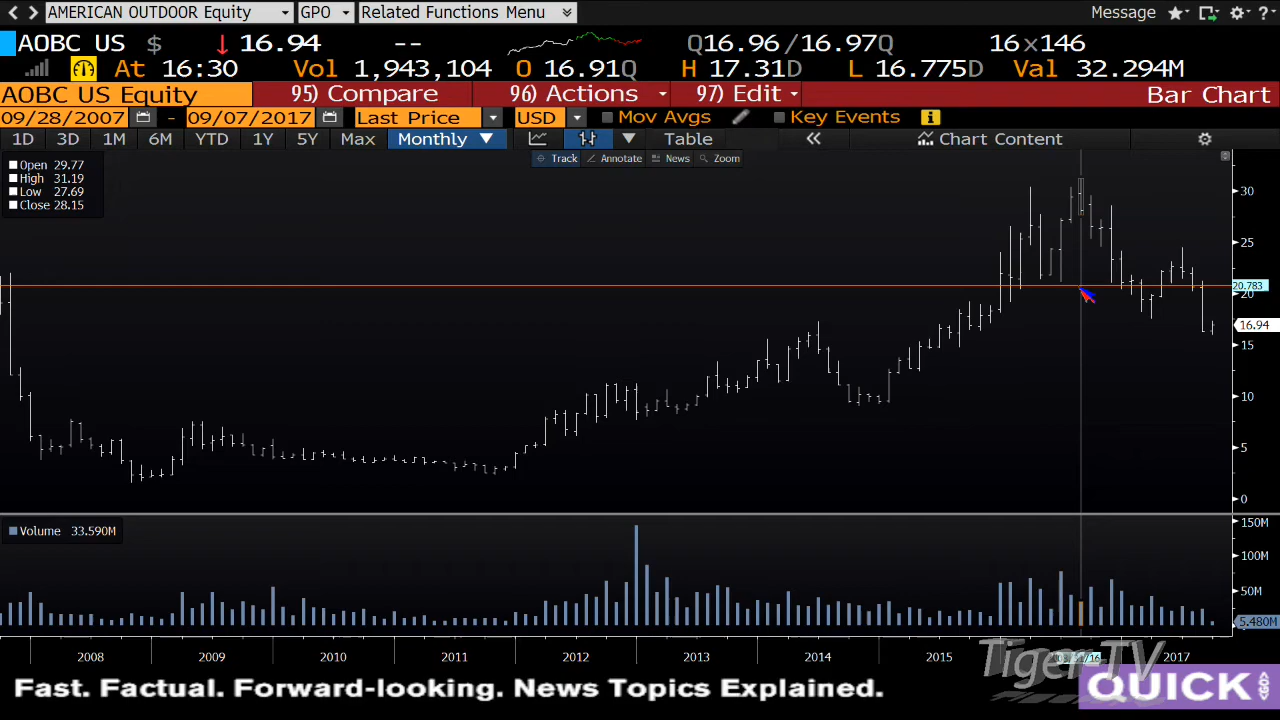 AMERICAN OUTDOOR Equity GPO Related Functions Menu Message ?
AOBC US $ 16.94 -- Q16.96/16.97Q 16×146
At 16:30 Vol 1,943,104 O 16.91Q H 17.31D L 16.775D Val 32.294M
AOBC US Equity 95) Compare 96) Actions 97) Edit Bar Chart
09/28/2007 - 09/07/2017 Last Price USD Mov Avgs Key Events
1D 3D 1M 6M YTD 1Y 5Y Max Monthly Table Chart Content
Track Annotate News Zoom
Open 29.77
High 31.19
Low 27.69
Close 28.15
30
25
20.783
20
16.94
15
10
5
0
Volume 33.590M
150M
100M
50M
5.480M
2008 2009 2010 2011 2012 2013 2014 2015 2017
Tiger-TV
Fast. Factual. Forward-looking. News Topics Explained. QUICK